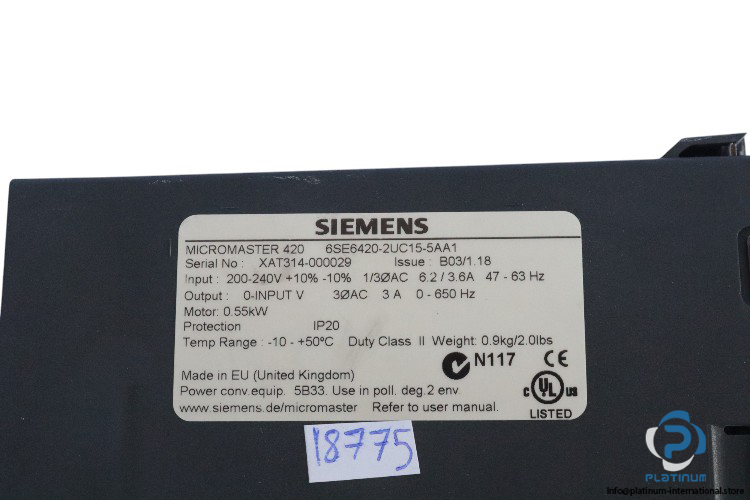 SIEMENS
MICROMASTER 420 6SE6420-2UC15-5AA1
Serial No : XAT314-000029 Issue : B03/1.18
Input : 200-240V +10% -10% 1/3ØAC 6.2 / 3.6A 47 - 63 Hz
Output : 0-INPUT V 3ØAC 3 A 0 - 650 Hz
Motor: 0.55kW
Protection IP20
Temp Range : -10 - +50ºC Duty Class II Weight: 0.9kg/2.0lbs
N117 CE
Made in EU (United Kingdom)
Power conv.equip. 5B33. Use in poll. deg.2 env.
www.siemens.de/micromaster Refer to user manual.
C UL US
LISTED
18775
PLATINUM
Info@platinum-international.store